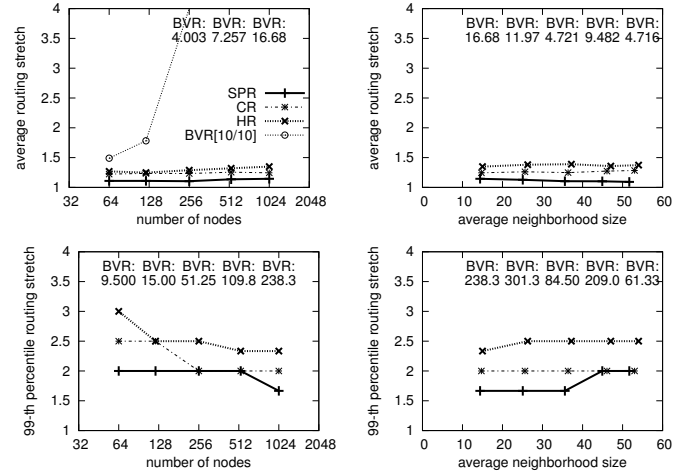 4
3.5
3
2.5
2
1.5
1
BVR: BVR: BVR:
4.003 7.257 16.68
SPR
CR
HR
BVR[10/10]
32 64 128 256 512 1024 2048
number of nodes
average routing stretch
4
3.5
3
2.5
2
1.5
1
BVR: BVR: BVR: BVR: BVR:
16.68 11.97 4.721 9.482 4.716
0 10 20 30 40 50 60
average neighborhood size
average routing stretch
4
3.5
3
2.5
2
1.5
1
BVR: BVR: BVR: BVR: BVR:
9.500 15.00 51.25 109.8 238.3
32 64 128 256 512 1024 2048
number of nodes
99-th percentile routing stretch
4
3.5
3
2.5
2
1.5
1
BVR: BVR: BVR: BVR: BVR:
238.3 301.3 84.50 209.0 61.33
0 10 20 30 40 50 60
average neighborhood size
99-th percentile routing stretch